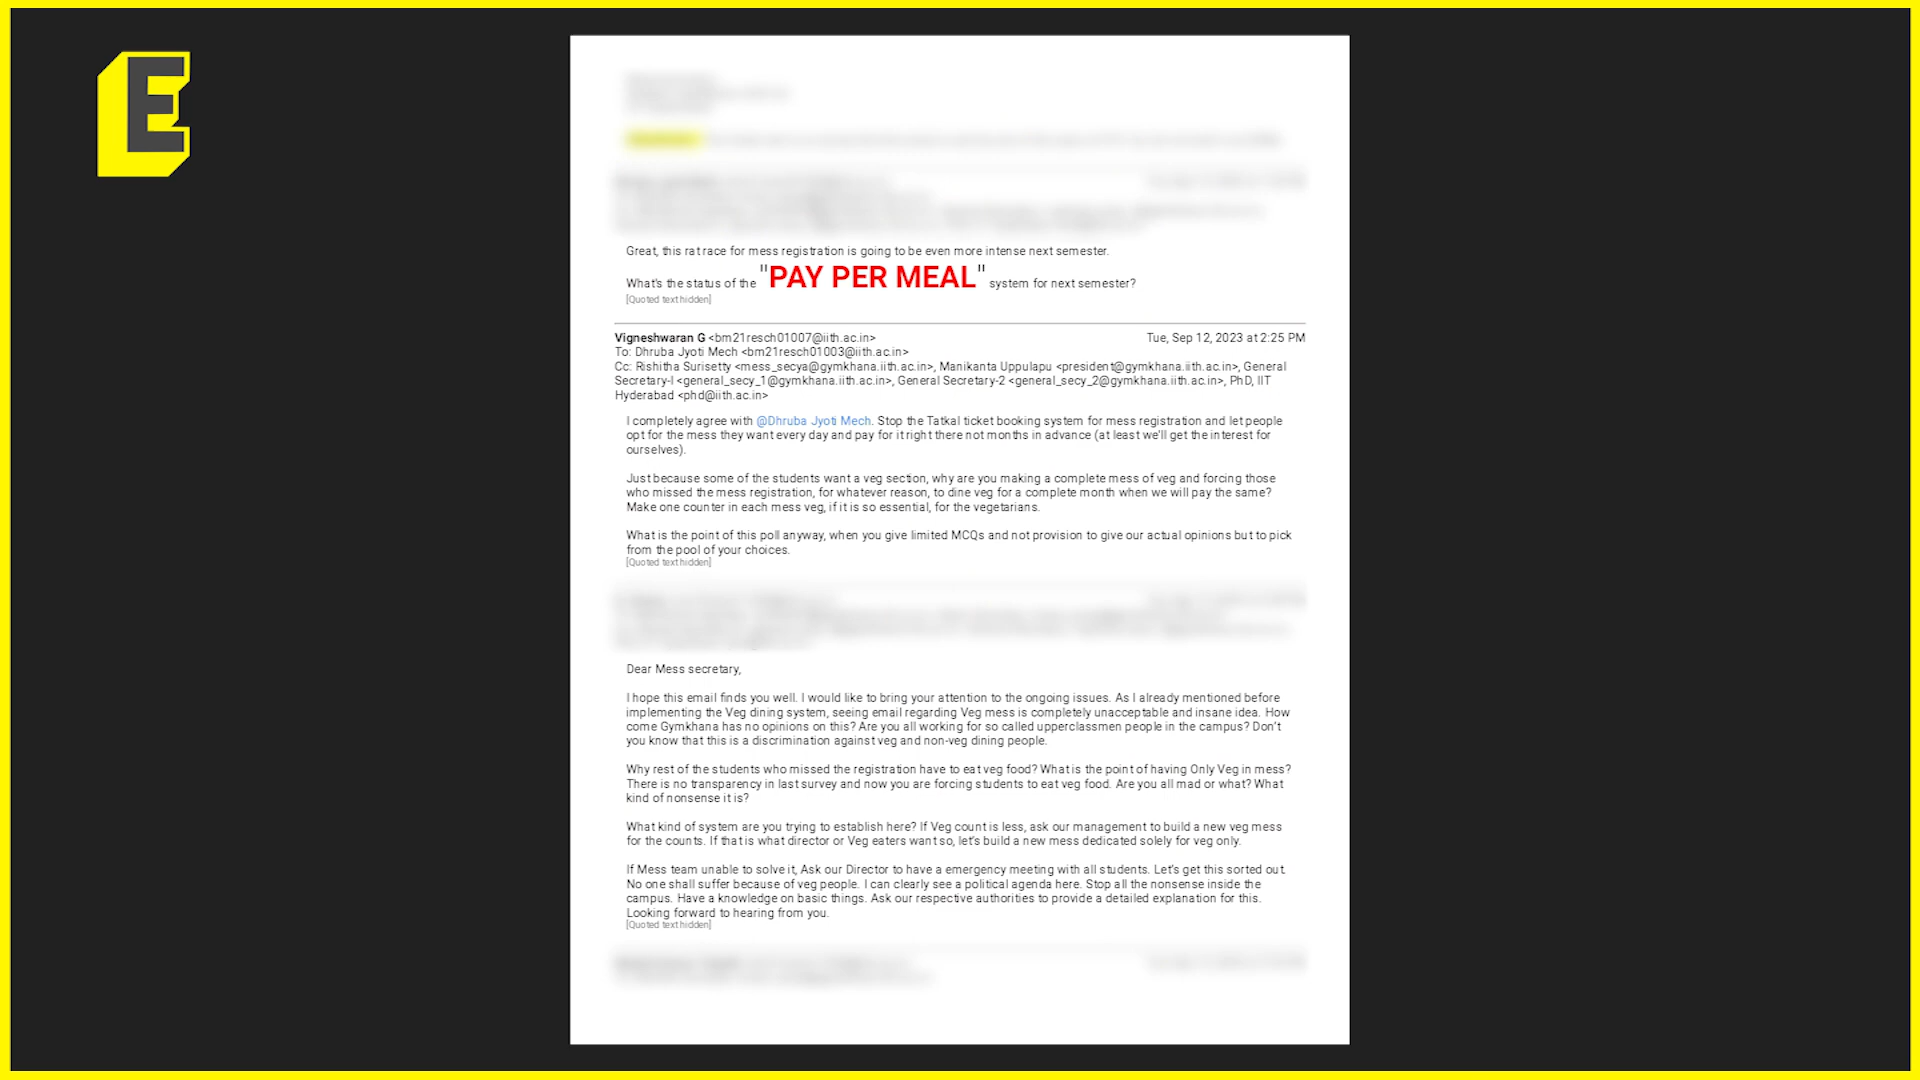 E
Great, this rat race for mess registration is going to be even more intense next semester.
What's the status of the "PAY PER MEAL" system for next semester?
[Quoted text hidden]
Vigneshwaran G <bm21resch01007@iith.ac.in> Tue, Sep 12, 2023 at 2:25 PM
To: Dhruba Jyoti Mech <bm21resch01003@iith.ac.in>
Cc: Rishitha Surisetty <mess_secya@gymkhana.iith.ac.in>, Manikanta Uppulapu <president@gymkhana.iith.ac.in>, General
Secretary-I <general_secy_1@gymkhana.iith.ac.in>, General Secretary-2 <general_secy_2@gymkhana.iith.ac.in>, PhD, IIT
Hyderabad <phd@iith.ac.in>
I completely agree with @Dhruba Jyoti Mech. Stop the Tatkal ticket booking system for mess registration and let people
opt for the mess they want every day and pay for it right there not months in advance (at least we'll get the interest for
ourselves).
Just because some of the students want a veg section, why are you making a complete mess of veg and forcing those
who missed the mess registration, for whatever reason, to dine veg for a complete month when we will pay the same?
Make one counter in each mess veg, if it is so essential, for the vegetarians.
What is the point of this poll anyway, when you give limited MCQs and not provision to give our actual opinions but to pick
from the pool of your choices.
[Quoted text hidden]
Dear Mess secretary,
I hope this email finds you well. I would like to bring your attention to the ongoing issues. As I already mentioned before
implementing the Veg dining system, seeing email regarding Veg mess is completely unacceptable and insane idea. How
come Gymkhana has no opinions on this? Are you all working for so called upperclassmen people in the campus? Don't
you know that this is a discrimination against veg and non-veg dining people.
Why rest of the students who missed the registration have to eat veg food? What is the point of having Only Veg in mess?
There is no transparency in last survey and now you are forcing students to eat veg food. Are you all mad or what? What
kind of nonsense it is?
What kind of system are you trying to establish here? If Veg count is less, ask our management to build a new veg mess
for the counts. If that is what director or Veg eaters want so, let's build a new mess dedicated solely for veg only.
If Mess team unable to solve it, Ask our Director to have a emergency meeting with all students. Let's get this sorted out.
No one shall suffer because of veg people. I can clearly see a political agenda here. Stop all the nonsense inside the
campus. Have a knowledge on basic things. Ask our respective authorities to provide a detailed explanation for this.
Looking forward to hearing from you.
[Quoted text hidden]